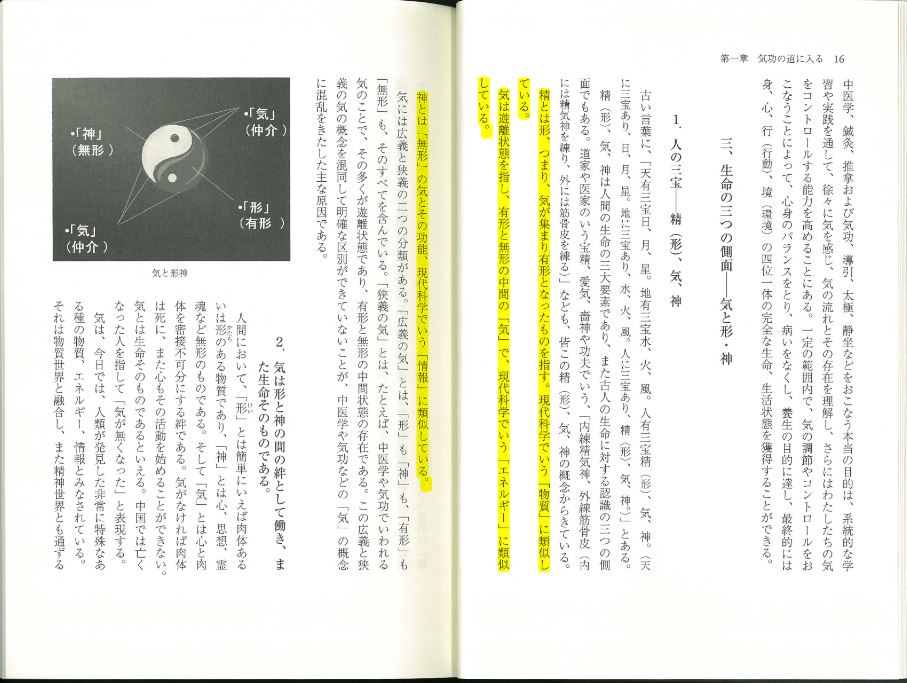 第一章　気功の道に入る　16
中医学、鍼灸、推拿および気功、導引、太極、静坐などをおこなう本当の目的は、系統的な学
習や実践を通して、徐々に気を感じ、気の流れとその存在を理解し、さらにはわたしたちの気
をコントロールする能力を高めることにある。一定の範囲内で、気の調節やコントロールをお
こなうことによって、心身のバランスをとり、病いをなくし、養生の目的に達し、最終的には
身、心、行（行動）、境（環境）の四位一体の完全な生命、生活状態を獲得することができる。
三、生命の三つの側面——気と形・神
1．人の三宝——精（形）、気、神
古い言葉に、「天有三宝日、月、星。地有三宝水、火、風。人有三宝精（形）、気、神。（天
に三宝あり、日、月、星。地に三宝あり、水、火、風。人に三宝あり、精（形）、気、神。）」とある。
精（形）、気、神は人間の生命の三大要素であり、また古人の生命に対する認識の三つの側
面でもある。道家や医家のいう宝精、愛気、嗇神や功夫でいう、「内練精気神、外練筋骨皮（内
には精気神を練り、外には筋骨皮を練る）」なども、皆この精（形）、気、神の概念からきている。
精とは形、つまり、気が集まり有形となったものを指す。現代科学でいう「物質」に類似し
ている。
気は遊離状態を指し、有形と無形の中間の「気」で、現代科学でいう「エネルギー」に類似
している。
神とは「無形」の気とその功能、現代科学でいう「情報」に類似している。
気には広義と狭義の二つの分類がある。「広義の気」とは、「形」も「神」も、「有形」も
「無形」も、そのすべてを含んでいる。「狭義の気」とは、たとえば、中医学や気功でいわれる
気のことで、その多くが遊離状態であり、有形と無形の中間状態の存在である。この広義と狭
義の気の概念を混同して明確な区別ができていないことが、中医学や気功などの「気」の概念
に混乱をきたした主な原因である。
・「気」
（仲介）
・「神」
（無形）
・「形」
（有形）
・「気」
（仲介）
気と形神
2．気は形と神の間の絆として働き、ま
た生命そのものである。
人間において、「形」とは簡単にいえば肉体ある
いは形のある物質であり、「神」とは心、思想、霊
魂など無形のものである。そして「気」とは心と肉
体を密接不可分にする絆である。気がなければ肉体
は死に、また心もその活動を始めることができない。
気とは生命そのものであるといえる。中国では亡く
なった人を指して「気が無くなった」と表現する。
気は、今日では、人類が発見した非常に特殊なあ
る種の物質、エネルギー、情報とみなされている。
それは物質世界と融合し、また精神世界とも通ずる